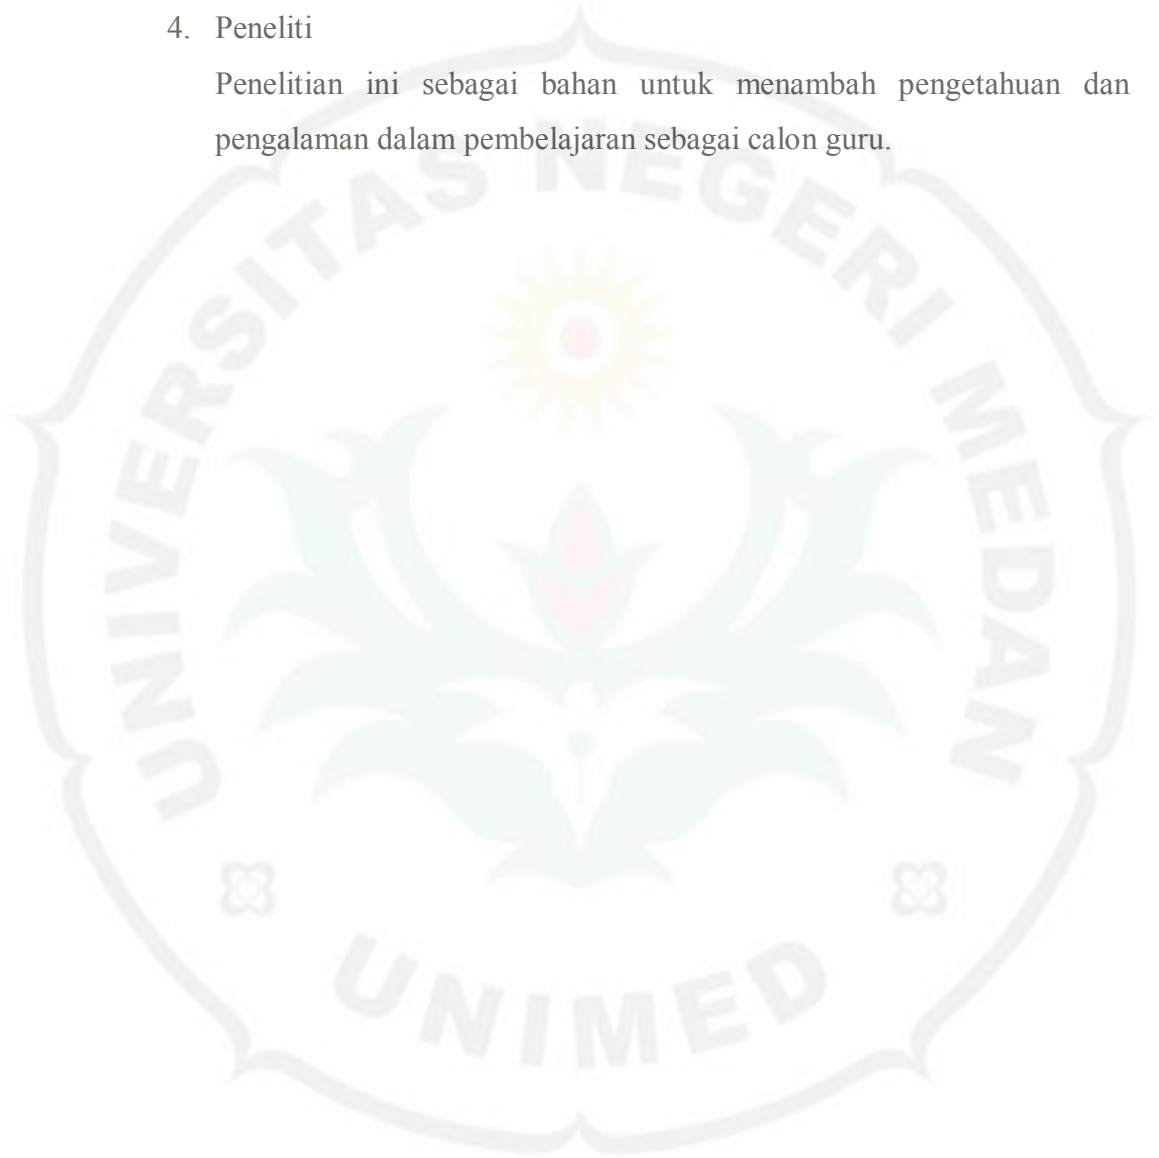 4. Peneliti
Penelitian ini sebagai bahan untuk menambah pengetahuan dan
pengalaman dalam pembelajaran sebagai calon guru.
UNIVERSITAS NEGERI MEDAN
UNIMED